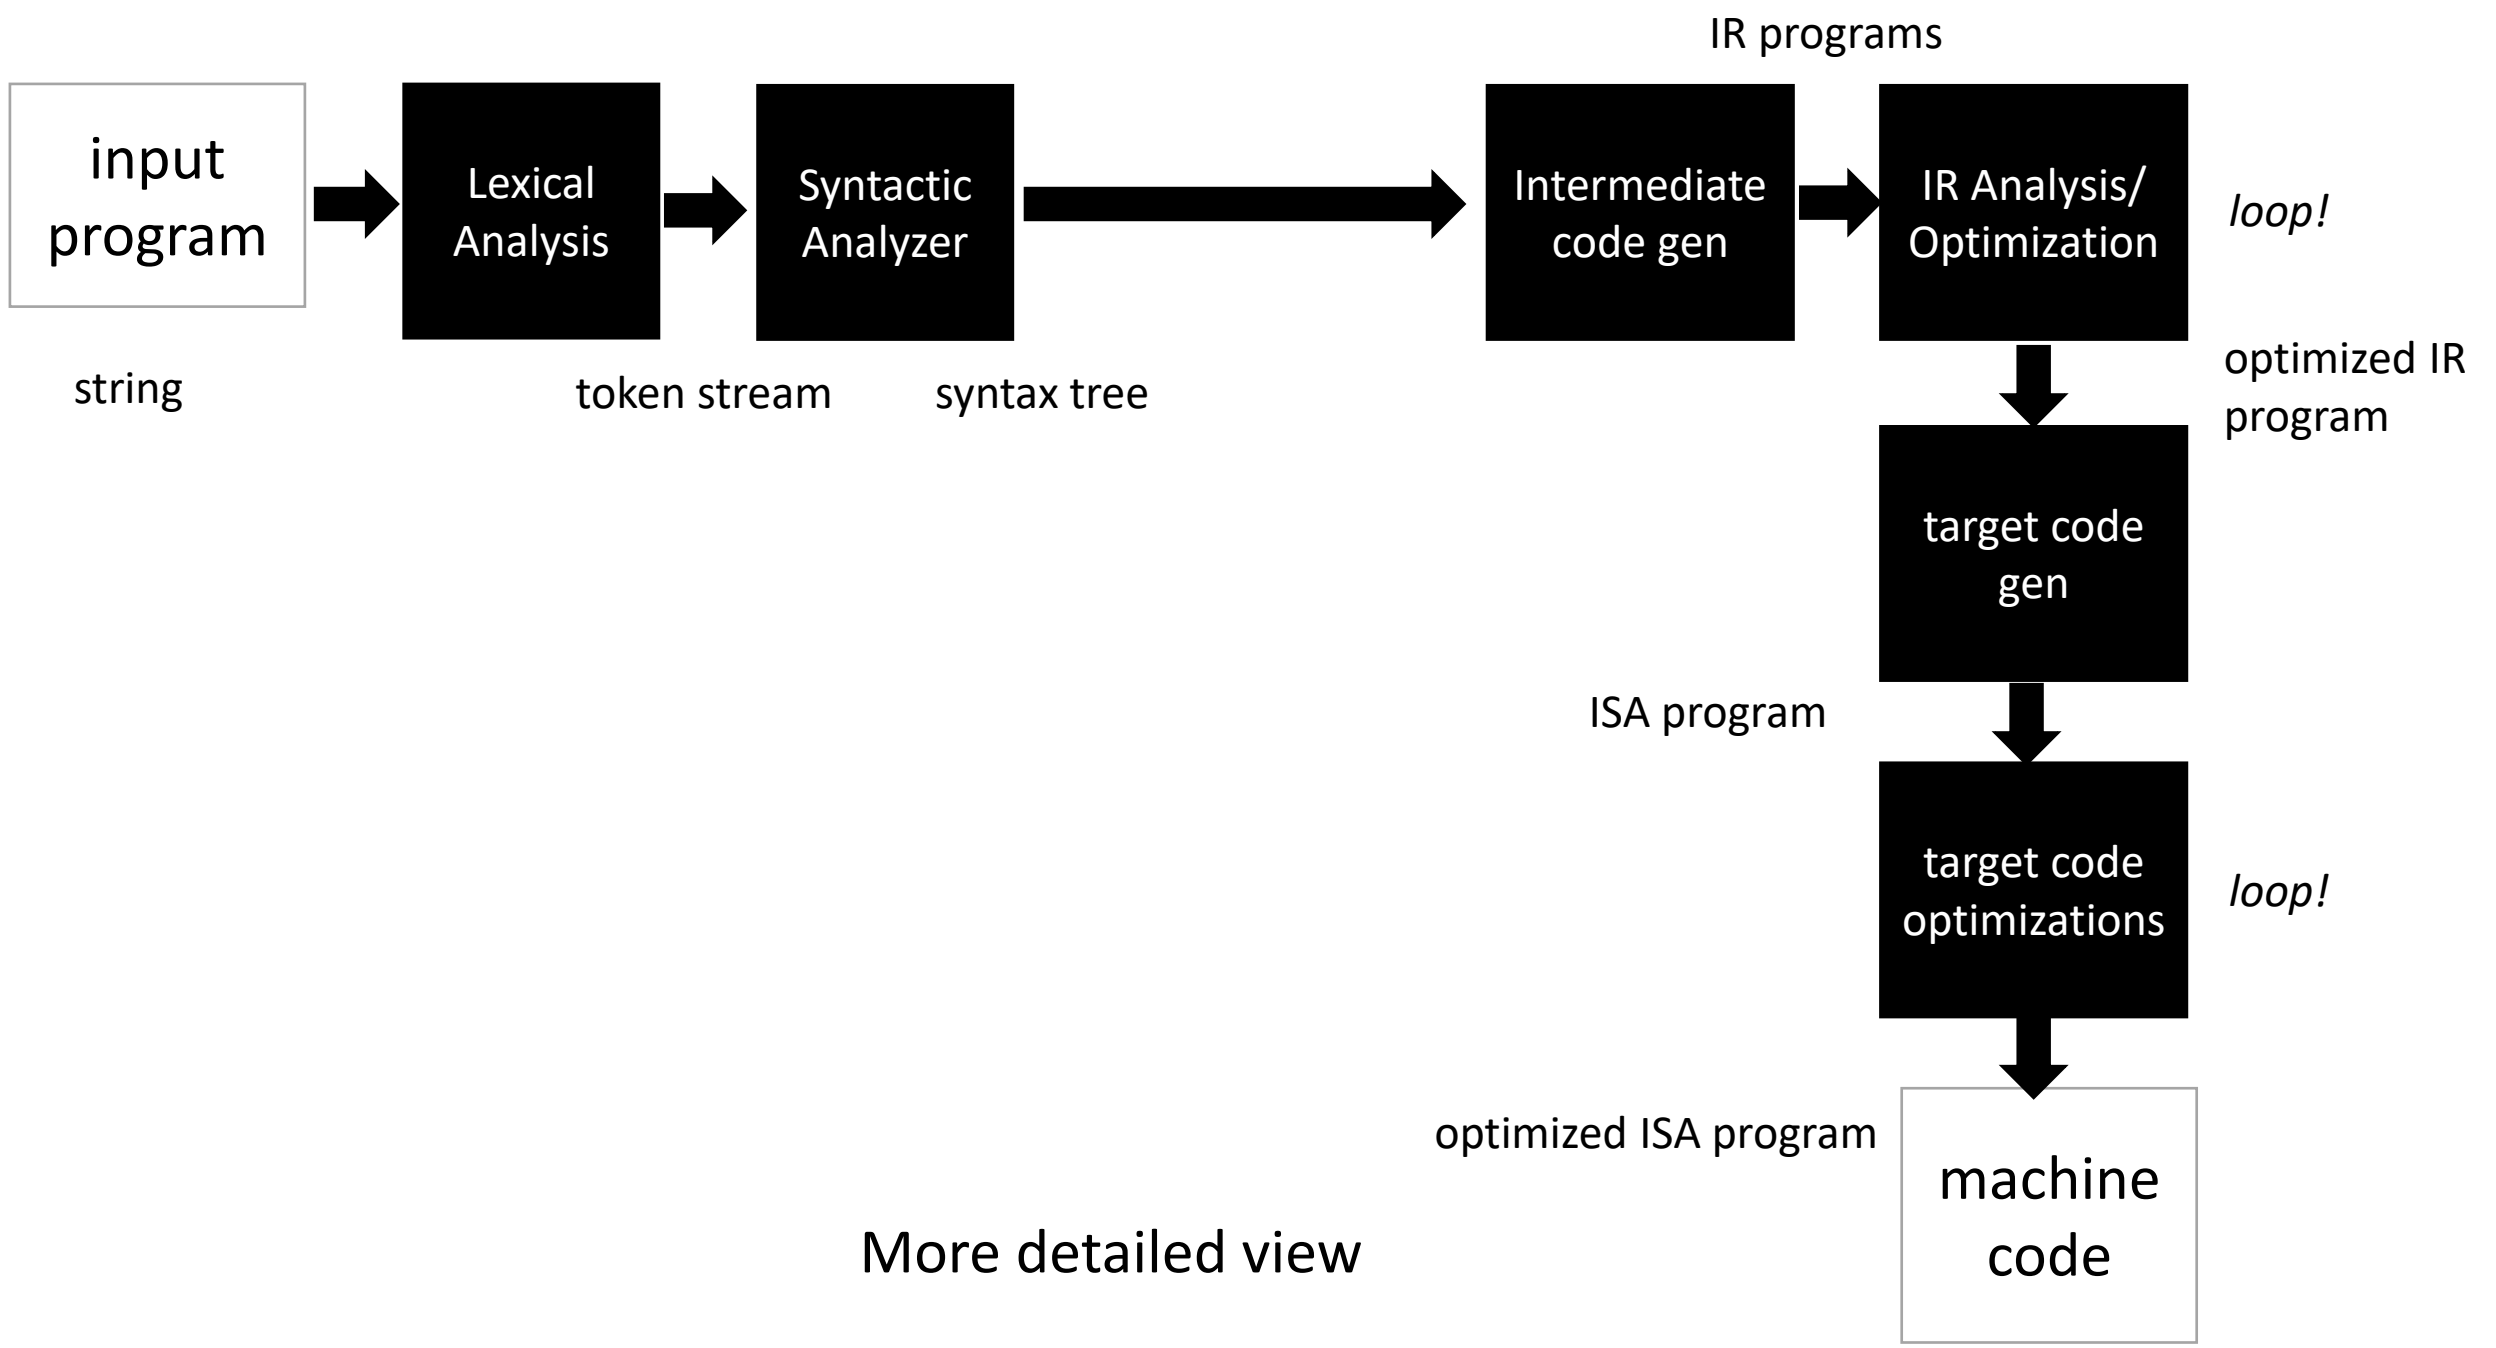 IR programs
input
program
Lexical
Analysis
Syntactic
Analyzer
Intermediate
code gen
IR Analysis/
Optimization
loop!
string
token stream
syntax tree
optimized IR
program
target code
gen
ISA program
target code
optimizations
loop!
optimized ISA program
machine
code
More detailed view